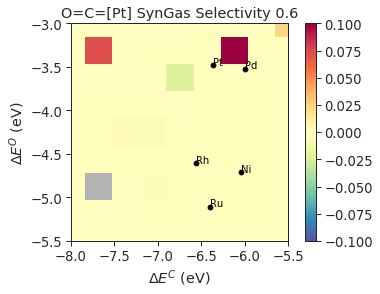 O=C=[Pt] SynGas Selectivity 0.6
−3.0
−3.5
−4.0
−4.5
−5.0
−5.5
ΔE^O (eV)
Pt
Pd
Rh
Ni
Ru
−8.0 −7.5 −7.0 −6.5 −6.0 −5.5
ΔE^C (eV)
0.100
0.075
0.050
0.025
0.000
−0.025
−0.050
−0.075
−0.100